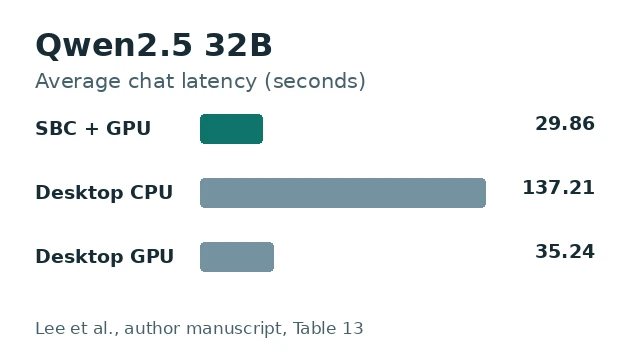 Qwen2.5 32B
Average chat latency (seconds)
SBC + GPU 29.86
Desktop CPU 137.21
Desktop GPU 35.24
Lee et al., author manuscript, Table 13